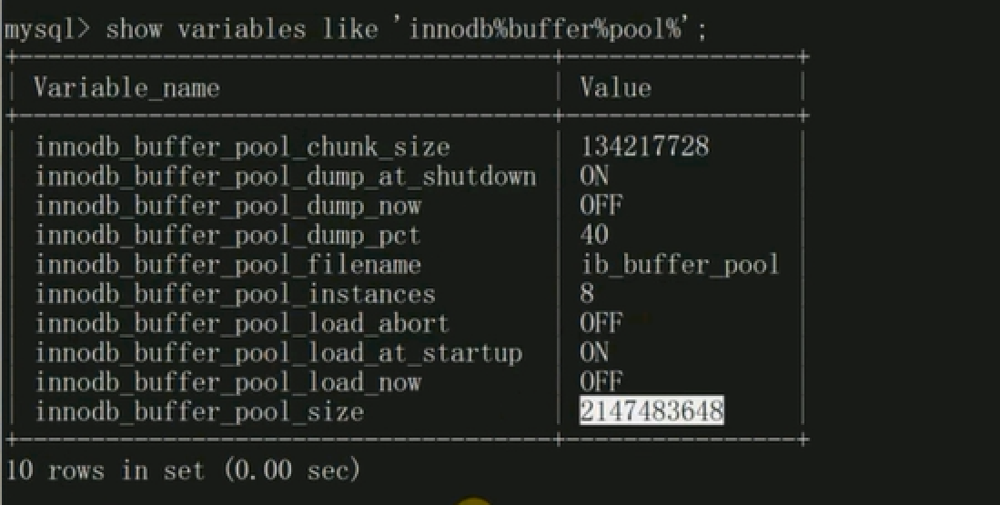 mysql> show variables like 'innodb%buffer%pool%';
Variable_name Value
innodb_buffer_pool_chunk_size 134217728
innodb_buffer_pool_dump_at_shutdown ON
innodb_buffer_pool_dump_now OFF
innodb_buffer_pool_dump_pct 40
innodb_buffer_pool_filename ib_buffer_pool
innodb_buffer_pool_instances 8
innodb_buffer_pool_load_abort OFF
innodb_buffer_pool_load_at_startup ON
innodb_buffer_pool_load_now OFF
innodb_buffer_pool_size 2147483648
10 rows in set (0.00 sec)